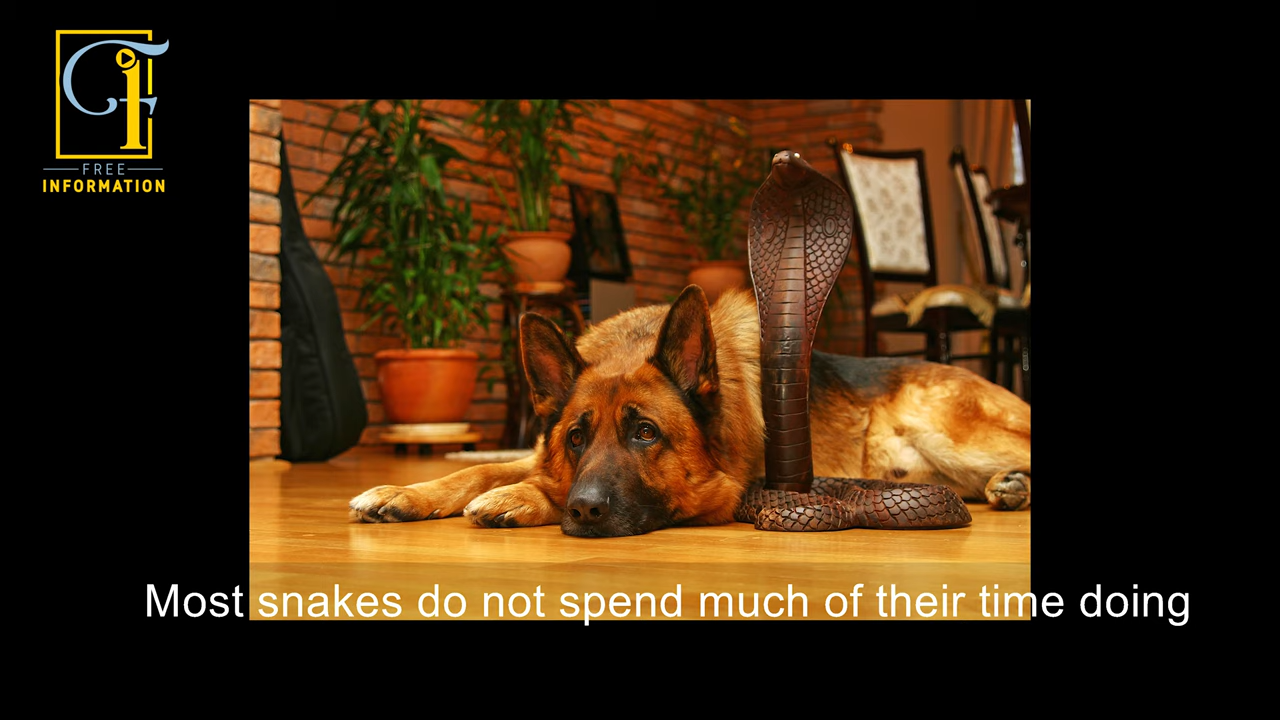 FREE
INFORMATION
Most snakes do not spend much of their time doing